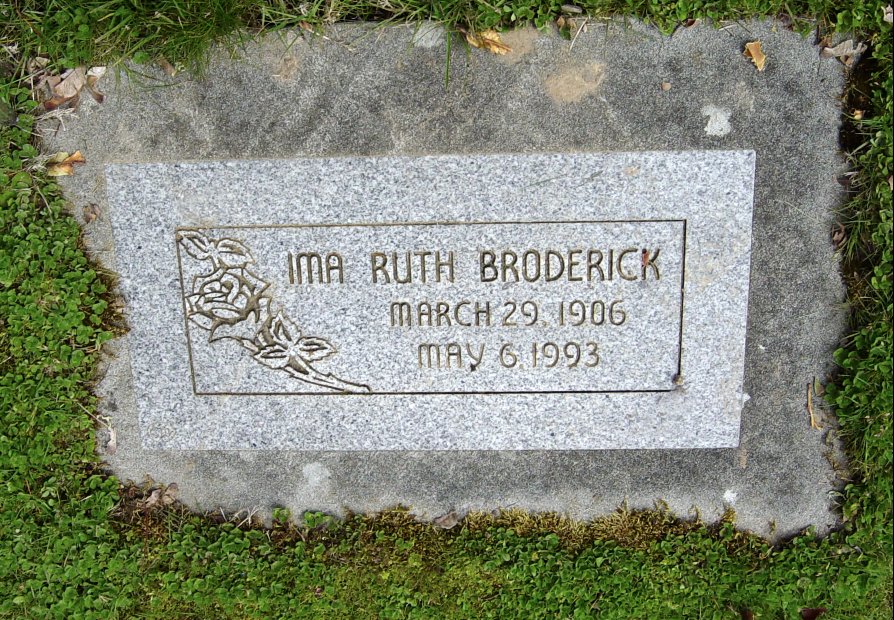 IMA RUTH BRODERICK
MARCH 29, 1906
MAY 6, 1993